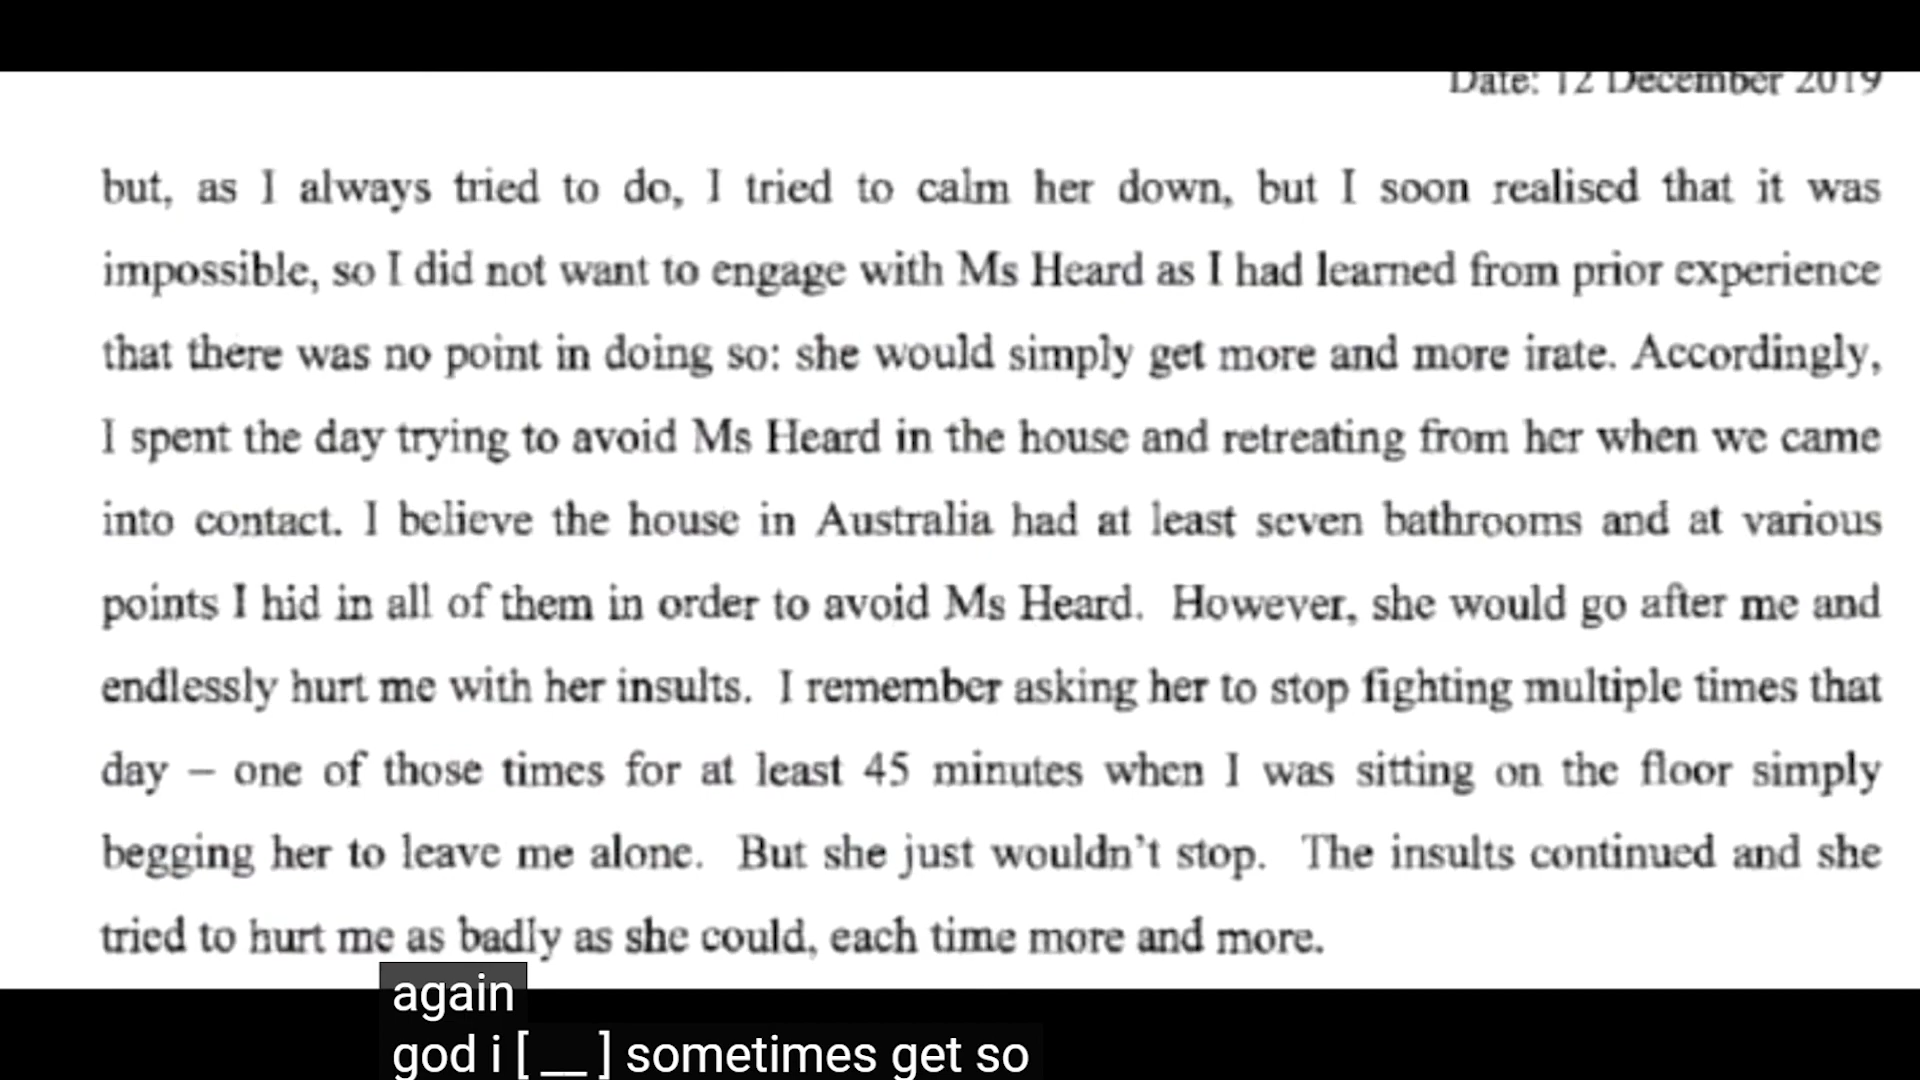 Date: 12 December 2019
but, as I always tried to do, I tried to calm her down, but I soon realised that it was
impossible, so I did not want to engage with Ms Heard as I had learned from prior experience
that there was no point in doing so: she would simply get more and more irate. Accordingly,
I spent the day trying to avoid Ms Heard in the house and retreating from her when we came
into contact. I believe the house in Australia had at least seven bathrooms and at various
points I hid in all of them in order to avoid Ms Heard. However, she would go after me and
endlessly hurt me with her insults. I remember asking her to stop fighting multiple times that
day – one of those times for at least 45 minutes when I was sitting on the floor simply
begging her to leave me alone. But she just wouldn't stop. The insults continued and she
tried to hurt me as badly as she could, each time more and more.
again
god i [ __ ] sometimes get so